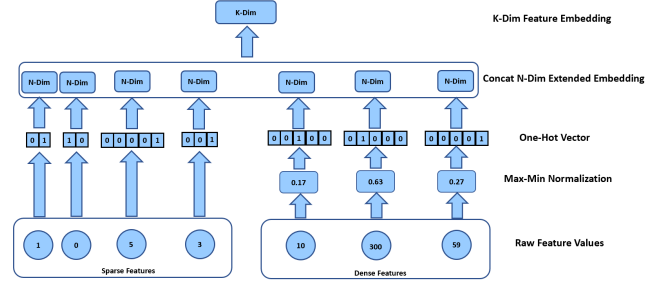 K-Dim
K-Dim Feature Embedding
N-Dim N-Dim N-Dim N-Dim N-Dim N-Dim N-Dim
Concat N-Dim Extended Embedding
0 1 1 0 0 0 0 0 1 0 0 1 0 0 1 0 0 0 1 0 0 0 0 0 0 0 1
One-Hot Vector
0.17 0.63 0.27
Max-Min Normalization
1 0 5 3 10 300 59
Raw Feature Values
Sparse Features
Dense Features